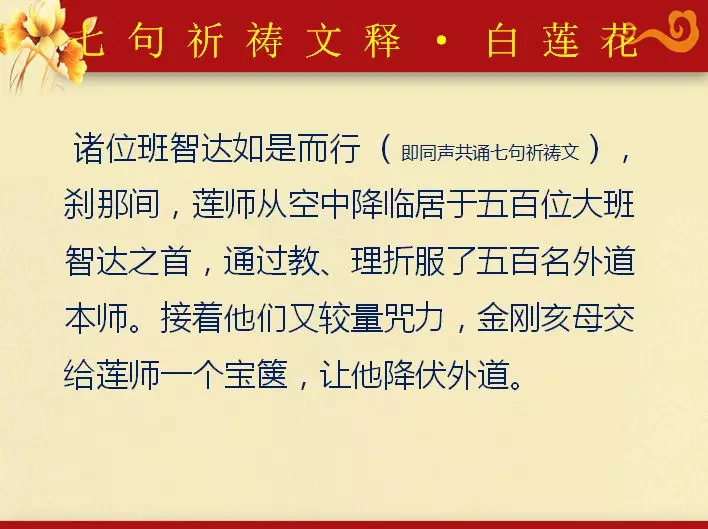 七句祈祷文释·白莲花
诸位班智达如是而行（即同声共诵七句祈祷文），
刹那间，莲师从空中降临居于五百位大班
智达之首，通过教、理折服了五百名外道
本师。接着他们又较量咒力，金刚亥母交
给莲师一个宝箧，让他降伏外道。